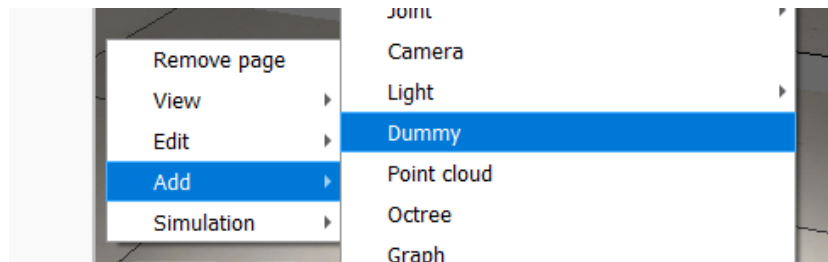 Remove page
View
Edit
Add
Simulation
Joint
Camera
Light
Dummy
Point cloud
Octree
Graph